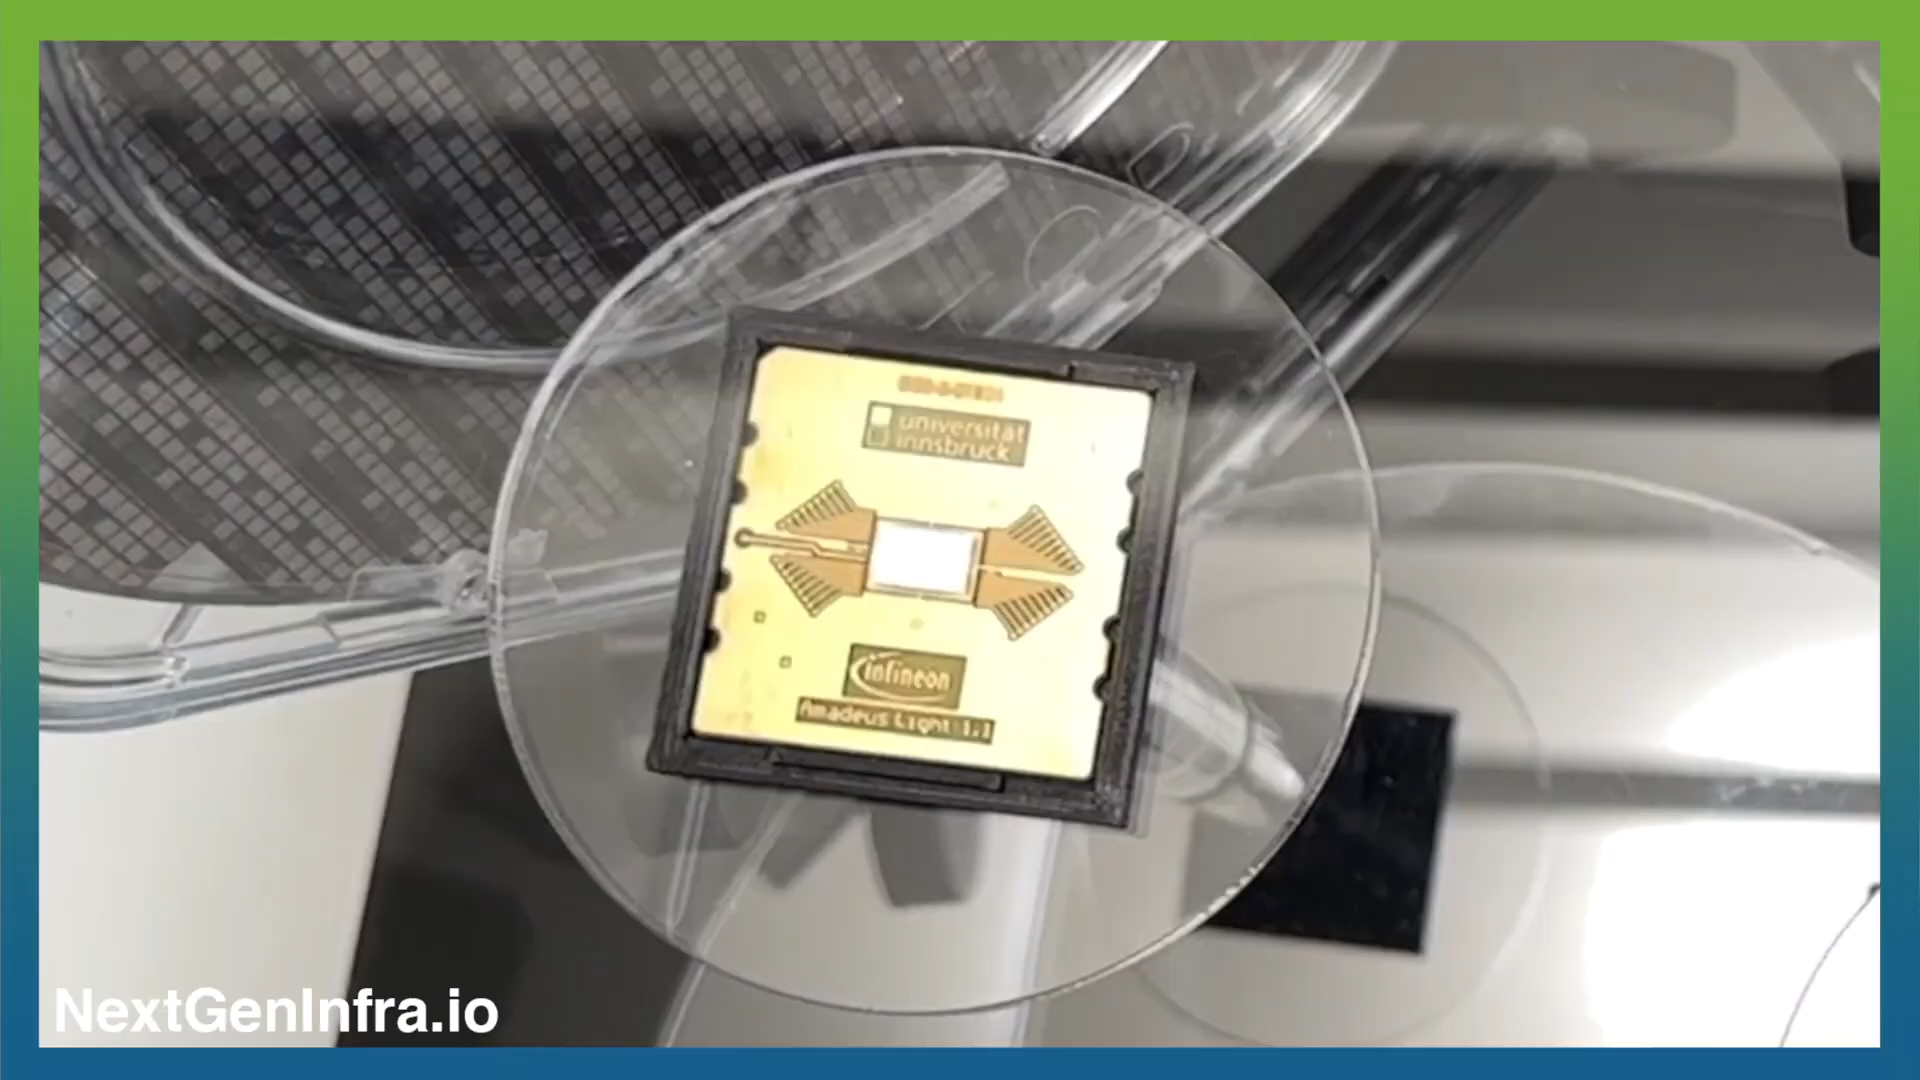 universität
innsbruck
infineon
Amadeus Light 1.1
NextGenInfra.io